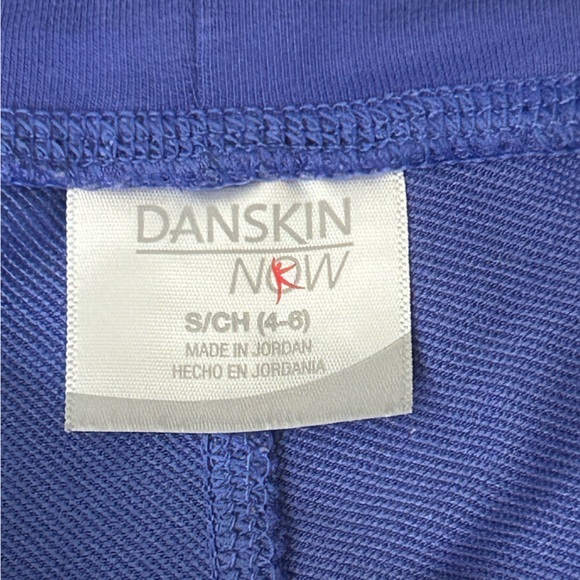 DANSKIN
NOW
S/CH (4-6)
MADE IN JORDAN
HECHO EN JORDANIA